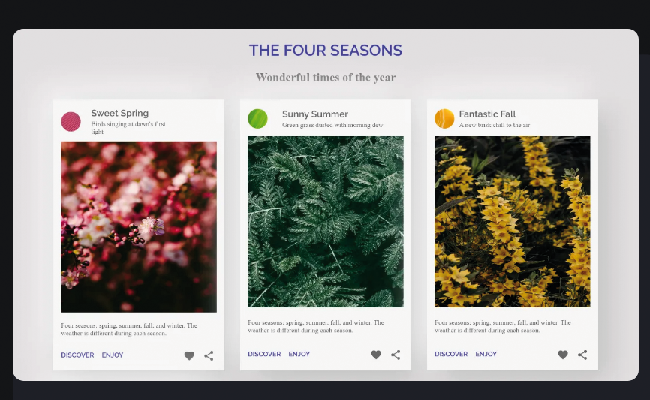 THE FOUR SEASONS
Wonderful times of the year
Sweet Spring
Birds singing at dawn's first
light
Sunny Summer
Green grass dusted with morning dew
Fantastic Fall
A new brisk chill to the air
Four seasons: spring, summer, fall, and winter. The
weather is different during each season.
DISCOVER ENJOY
Four seasons: spring, summer, fall, and winter. The
weather is different during each season.
DISCOVER ENJOY
Four seasons: spring, summer, fall, and winter. The
weather is different during each season.
DISCOVER ENJOY